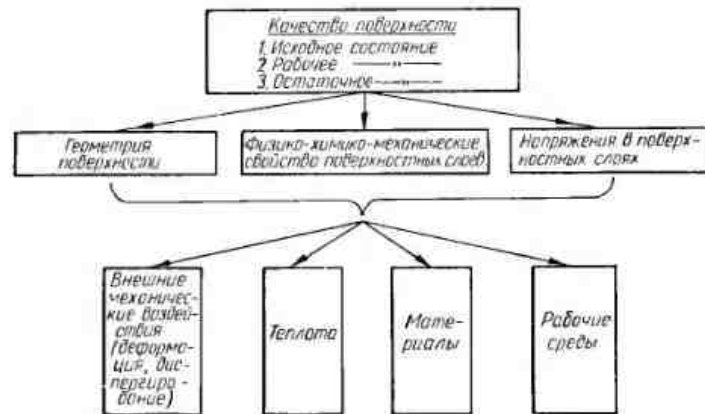 Качество поверхности
1. Исходное состояние
2 Рабочее —— " ——
3. Остаточное —— " ——
Геометрия
поверхности
Физико-химико-механические
свойство поверхностных слоев
Напряжения в поверх-
ностных слоях
Внешние
механичес-
кие воздей-
ствия
(деформа-
ция, дис-
пергиро-
вание)
Теплота
Мате-
риалы
Рабочие
среды